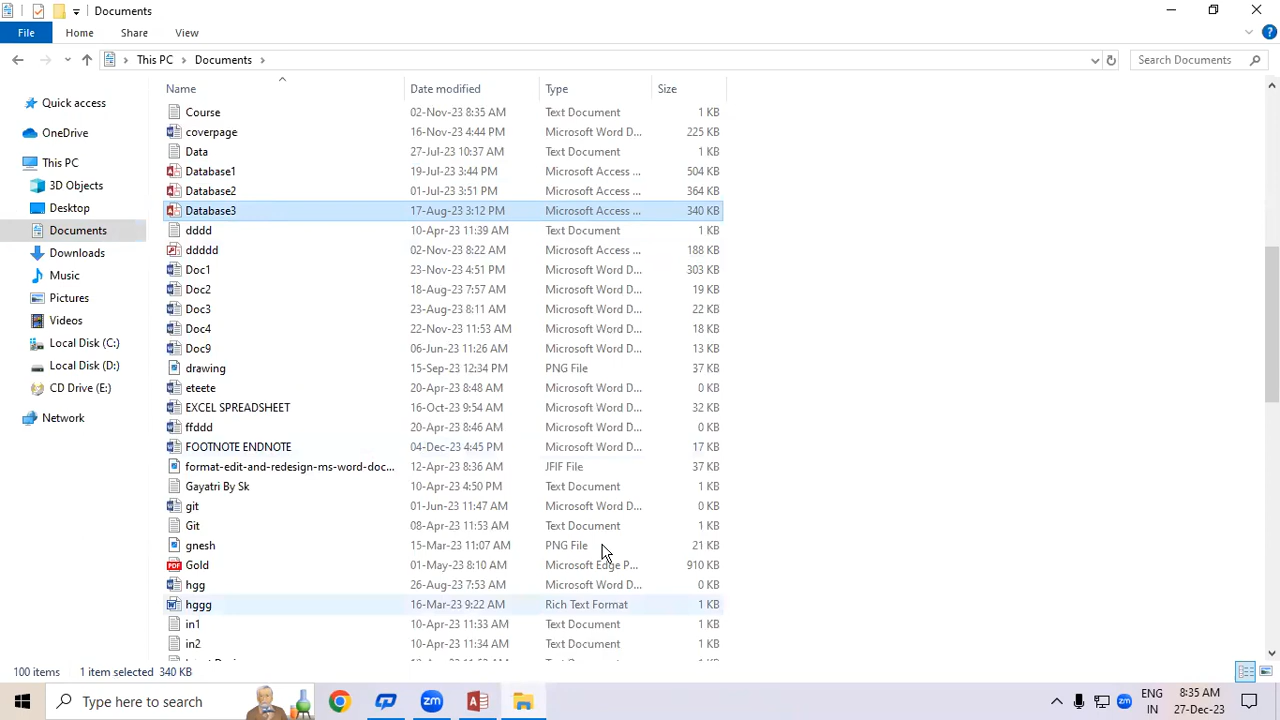 Documents
File Home Share View
This PC Documents Search Documents
Name Date modified Type Size
Quick access
OneDrive
This PC
3D Objects
Desktop
Documents
Downloads
Music
Pictures
Videos
Local Disk (C:)
Local Disk (D:)
CD Drive (E:)
Network
Course 02-Nov-23 8:35 AM Text Document 1 KB
coverpage 16-Nov-23 4:44 PM Microsoft Word D... 225 KB
Data 27-Jul-23 10:37 AM Text Document 1 KB
Database1 19-Jul-23 3:44 PM Microsoft Access ... 504 KB
Database2 01-Jul-23 3:51 PM Microsoft Access ... 364 KB
Database3 17-Aug-23 3:12 PM Microsoft Access ... 340 KB
dddd 10-Apr-23 11:39 AM Text Document 1 KB
ddddd 02-Nov-23 8:22 AM Microsoft Access ... 188 KB
Doc1 23-Nov-23 4:51 PM Microsoft Word D... 303 KB
Doc2 18-Aug-23 7:57 AM Microsoft Word D... 19 KB
Doc3 23-Aug-23 8:11 AM Microsoft Word D... 22 KB
Doc4 22-Nov-23 11:53 AM Microsoft Word D... 18 KB
Doc9 06-Jun-23 11:26 AM Microsoft Word D... 13 KB
drawing 15-Sep-23 12:34 PM PNG File 37 KB
eteete 20-Apr-23 8:48 AM Microsoft Word D... 0 KB
EXCEL SPREADSHEET 16-Oct-23 9:54 AM Microsoft Word D... 32 KB
ffddd 20-Apr-23 8:46 AM Microsoft Word D... 0 KB
FOOTNOTE ENDNOTE 04-Dec-23 4:45 PM Microsoft Word D... 17 KB
format-edit-and-redesign-ms-word-doc... 12-Apr-23 8:36 AM JFIF File 37 KB
Gayatri By Sk 10-Apr-23 4:50 PM Text Document 1 KB
git 01-Jun-23 11:47 AM Microsoft Word D... 0 KB
Git 08-Apr-23 11:53 AM Text Document 1 KB
gnesh 15-Mar-23 11:07 AM PNG File 21 KB
Gold 01-May-23 8:10 AM Microsoft Edge P... 910 KB
hgg 26-Aug-23 7:53 AM Microsoft Word D... 0 KB
hggg 16-Mar-23 9:22 AM Rich Text Format 1 KB
in1 10-Apr-23 11:33 AM Text Document 1 KB
in2 10-Apr-23 11:34 AM Text Document 1 KB
100 items 1 item selected 340 KB
Type here to search
zm
ENG
IN
8:35 AM
27-Dec-23